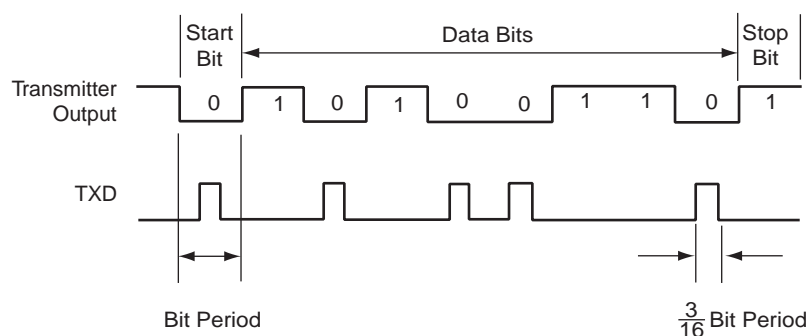 Start Bit
Data Bits
Stop Bit
Transmitter Output
0 1 0 1 0 0 1 1 0 1
TXD
Bit Period
3/16 Bit Period